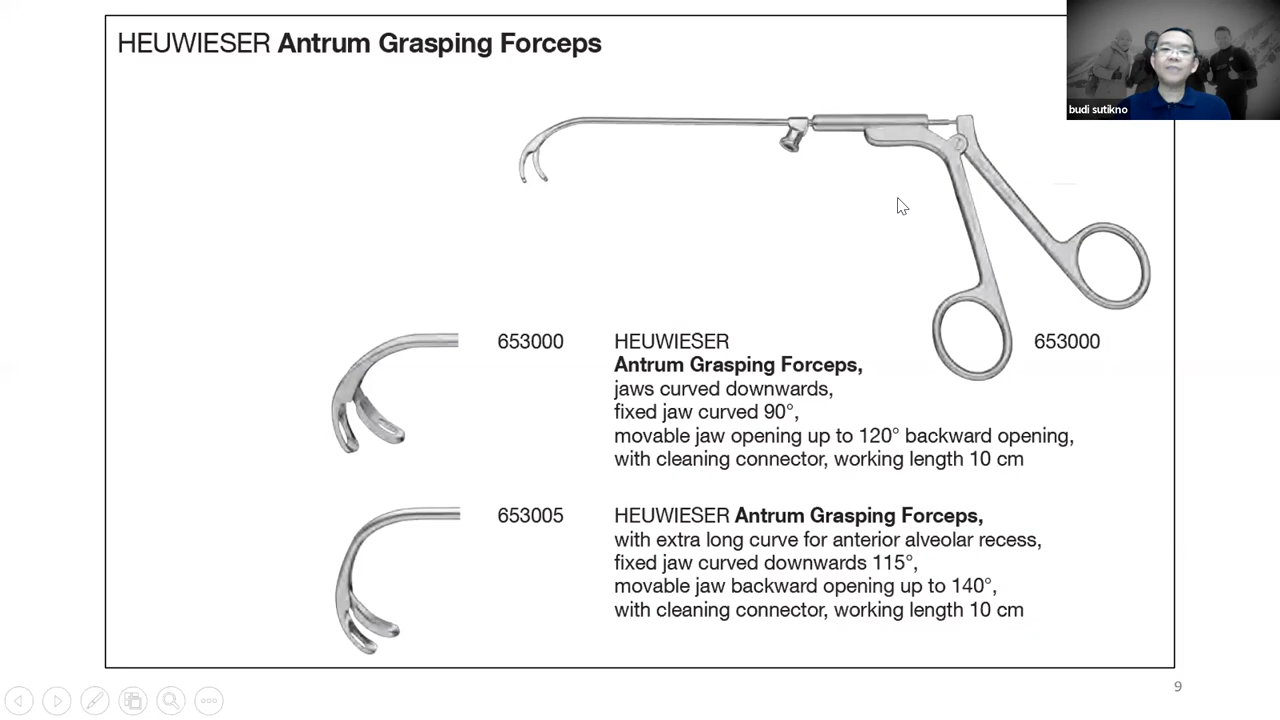 HEUWIESER Antrum Grasping Forceps
budi sutikno
653000
HEUWIESER
Antrum Grasping Forceps,
jaws curved downwards,
fixed jaw curved 90°,
movable jaw opening up to 120° backward opening,
with cleaning connector, working length 10 cm
653000
653005
HEUWIESER Antrum Grasping Forceps,
with extra long curve for anterior alveolar recess,
fixed jaw curved downwards 115°,
movable jaw backward opening up to 140°,
with cleaning connector, working length 10 cm
9